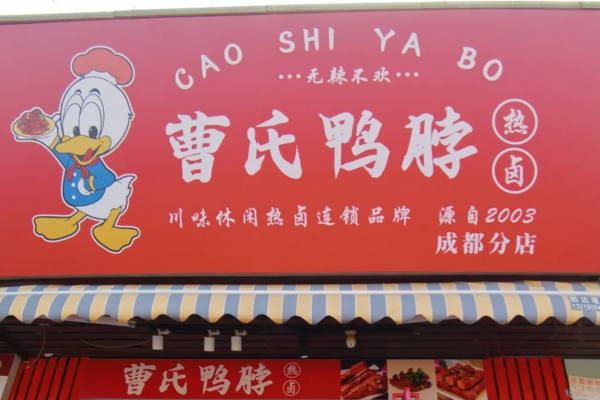 CAO SHI YA BO
···无辣不欢···
曹氏鸭脖 热卤
川味休闲热卤连锁品牌 源自2003
成都分店
曹氏鸭脖 热卤